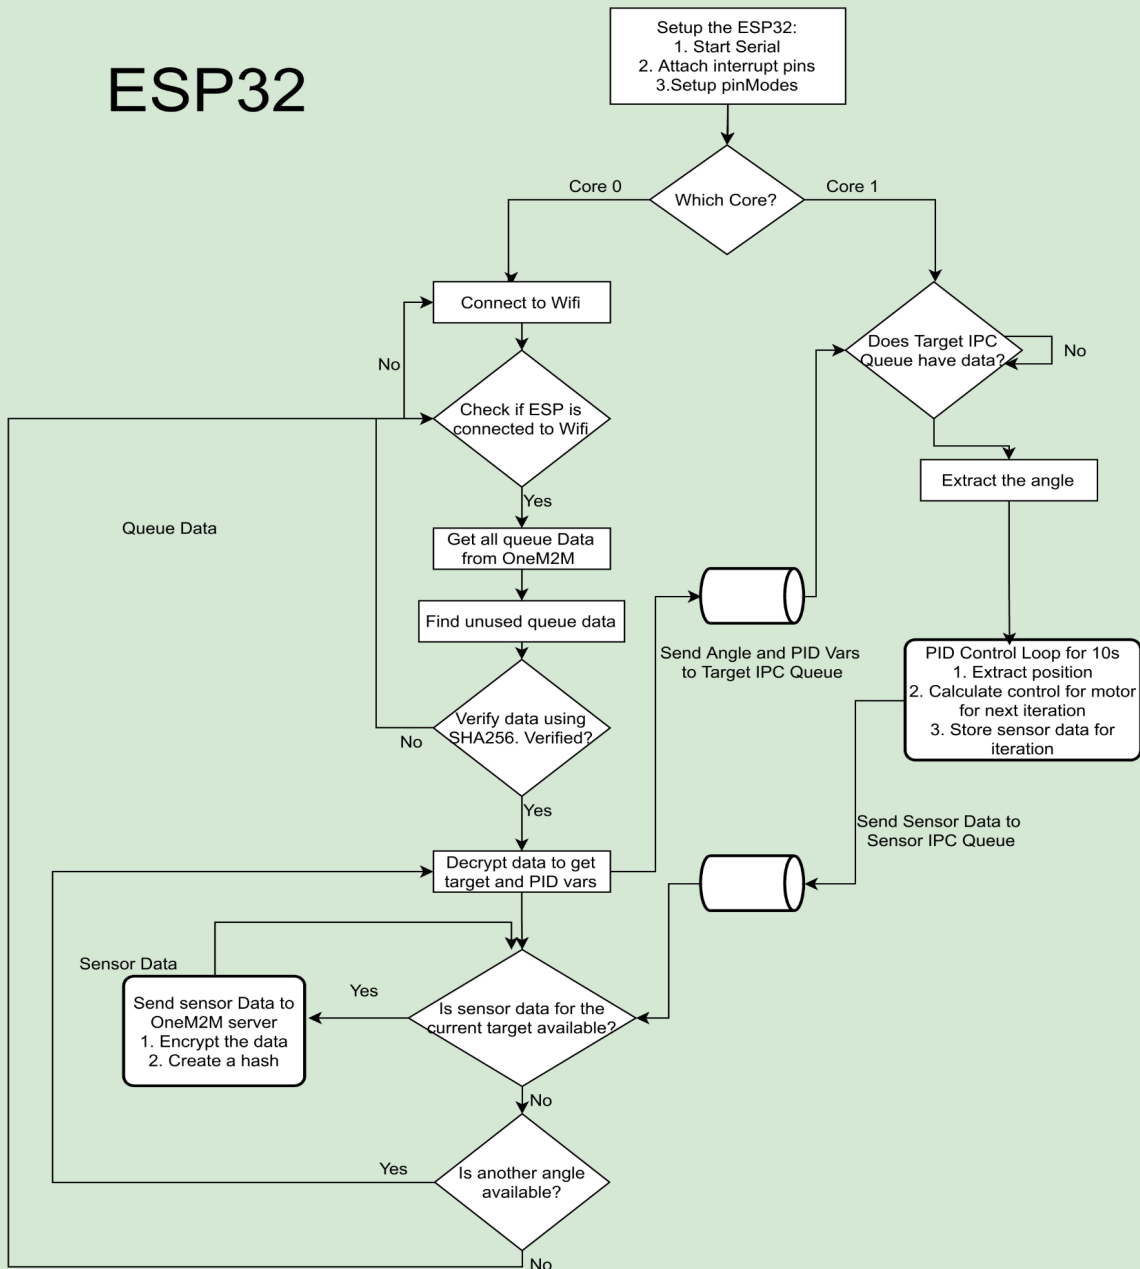 ESP32
Setup the ESP32:
1. Start Serial
2. Attach interrupt pins
3.Setup pinModes
Which Core?
Core 0
Core 1
Connect to Wifi
No
Check if ESP is
connected to Wifi
Yes
Queue Data
Get all queue Data
from OneM2M
Find unused queue data
Verify data using
SHA256. Verified?
No
Yes
Decrypt data to get
target and PID vars
Send Angle and PID Vars
to Target IPC Queue
Does Target IPC
Queue have data?
No
Extract the angle
PID Control Loop for 10s
1. Extract position
2. Calculate control for motor
for next iteration
3. Store sensor data for
iteration
Send Sensor Data to
Sensor IPC Queue
Is sensor data for the
current target available?
Yes
Sensor Data
Send sensor Data to
OneM2M server
1. Encrypt the data
2. Create a hash
No
Is another angle
available?
Yes
No